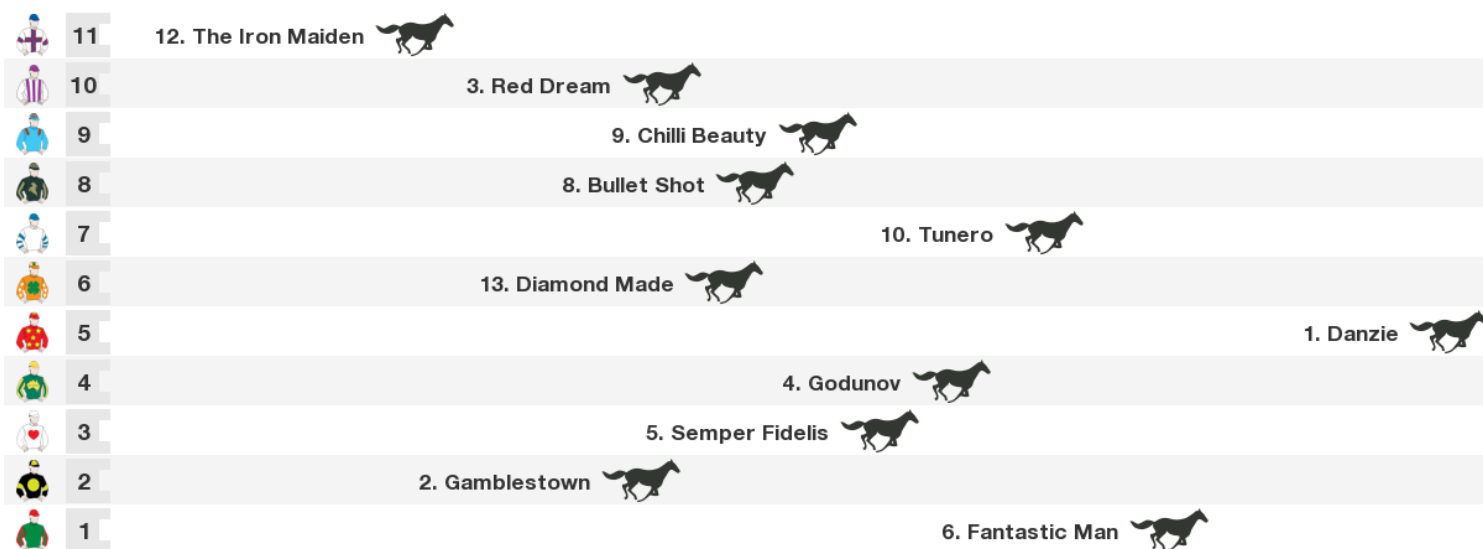 11 12. The Iron Maiden
10 3. Red Dream
9 9. Chilli Beauty
8 8. Bullet Shot
7 10. Tunero
6 13. Diamond Made
5 1. Danzie
4 4. Godunov
3 5. Semper Fidelis
2 2. Gamblestown
1 6. Fantastic Man